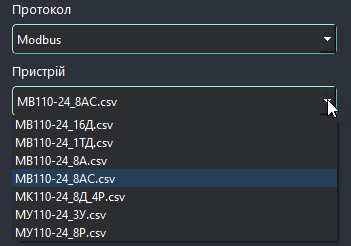 Протокол
Modbus
Пристрій
МВ110-24_8АС.csv
МВ110-24_16Д.csv
МВ110-24_1ТД.csv
МВ110-24_8А.csv
МВ110-24_8АС.csv
МК110-24_8Д_4Р.csv
МУ110-24_3У.csv
МУ110-24_8Р.csv